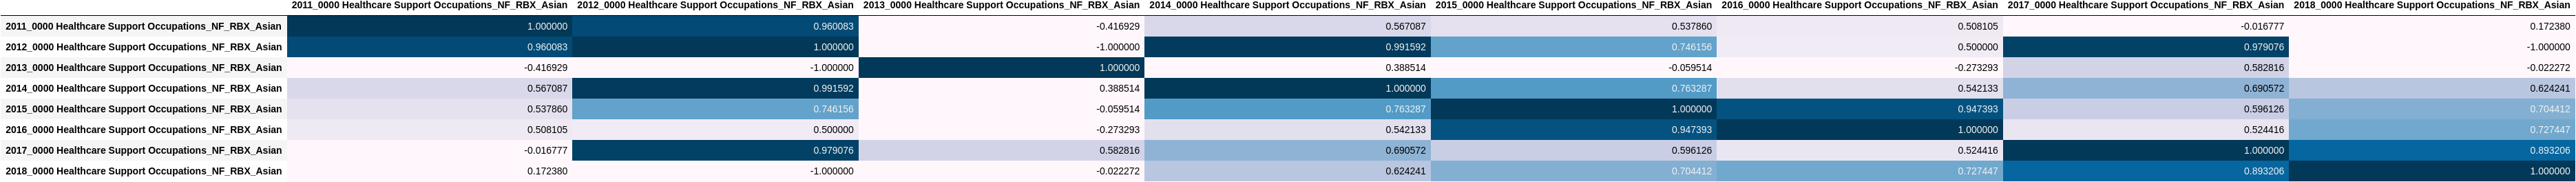 2011_0000 Healthcare Support Occupations_NF_RBX_Asian 2012_0000 Healthcare Support Occupations_NF_RBX_Asian 2013_0000 Healthcare Support Occupations_NF_RBX_Asian 2014_0000 Healthcare Support Occupations_NF_RBX_Asian 2015_0000 Healthcare Support Occupations_NF_RBX_Asian 2016_0000 Healthcare Support Occupations_NF_RBX_Asian 2017_0000 Healthcare Support Occupations_NF_RBX_Asian 2018_0000 Healthcare Support Occupations_NF_RBX_Asian
2011_0000 Healthcare Support Occupations_NF_RBX_Asian 1.000000 0.960083 -0.416929 0.567087 0.537860 0.508105 -0.016777 0.172380
2012_0000 Healthcare Support Occupations_NF_RBX_Asian 0.960083 1.000000 -1.000000 0.991592 0.746156 0.500000 0.979076 -1.000000
2013_0000 Healthcare Support Occupations_NF_RBX_Asian -0.416929 -1.000000 1.000000 0.388514 -0.059514 -0.273293 0.582816 -0.022272
2014_0000 Healthcare Support Occupations_NF_RBX_Asian 0.567087 0.991592 0.388514 1.000000 0.763287 0.542133 0.690572 0.624241
2015_0000 Healthcare Support Occupations_NF_RBX_Asian 0.537860 0.746156 -0.059514 0.763287 1.000000 0.947393 0.596126 0.704412
2016_0000 Healthcare Support Occupations_NF_RBX_Asian 0.508105 0.500000 -0.273293 0.542133 0.947393 1.000000 0.524416 0.727447
2017_0000 Healthcare Support Occupations_NF_RBX_Asian -0.016777 0.979076 0.582816 0.690572 0.596126 0.524416 1.000000 0.893206
2018_0000 Healthcare Support Occupations_NF_RBX_Asian 0.172380 -1.000000 -0.022272 0.624241 0.704412 0.727447 0.893206 1.000000